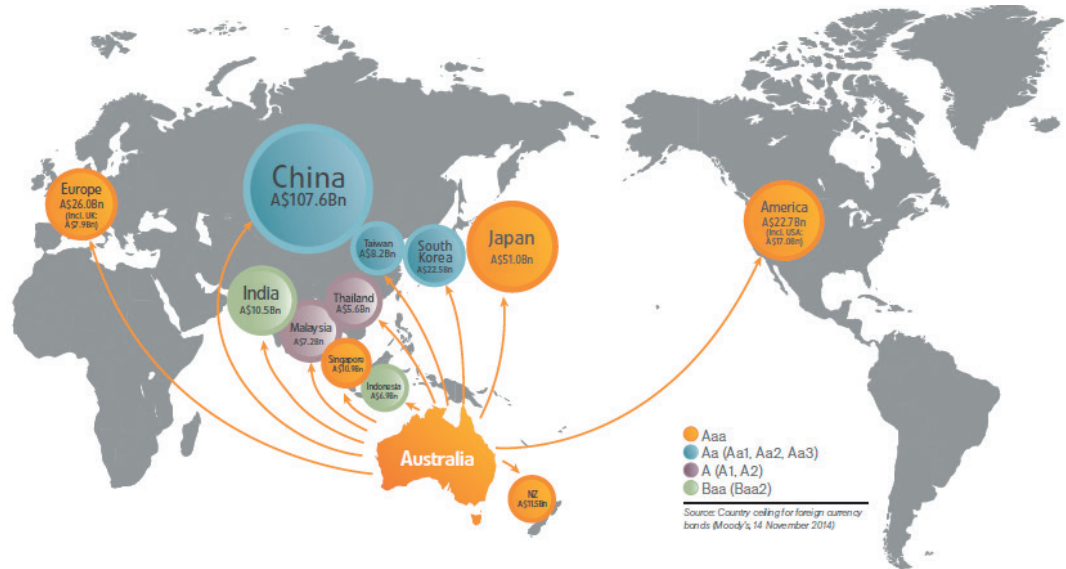 Europe
A$26.0Bn
(Incl. UK:
A$7.9Bn)
China
A$107.6Bn
Taiwan
A$8.2Bn
South
Korea
A$22.5Bn
Japan
A$51.0Bn
America
A$22.7Bn
(Incl. USA:
A$17.0Bn)
India
A$10.5Bn
Thailand
A$5.6Bn
Malaysia
A$7.2Bn
Singapore
A$10.9Bn
Indonesia
A$6.9Bn
Australia
NZ
A$11.5Bn
Aaa
Aa (Aa1, Aa2, Aa3)
A (A1, A2)
Baa (Baa2)
Source: Country ceiling for foreign currency
bonds (Moody's, 14 November 2014)